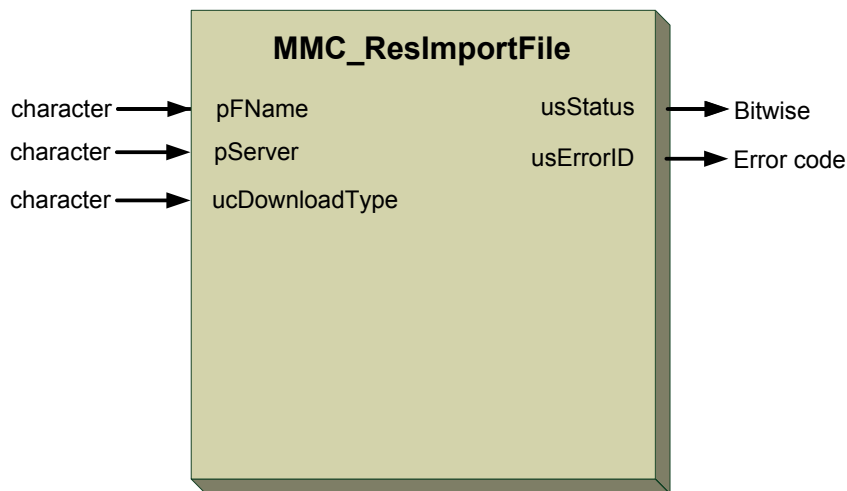 MMC_ResImportFile
character pFName usStatus Bitwise
character pServer usErrorID Error code
character ucDownloadType